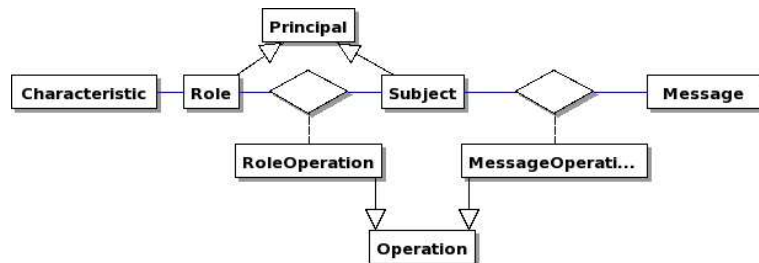 Principal
Characteristic
Role
Subject
Message
RoleOperation
MessageOperati...
Operation